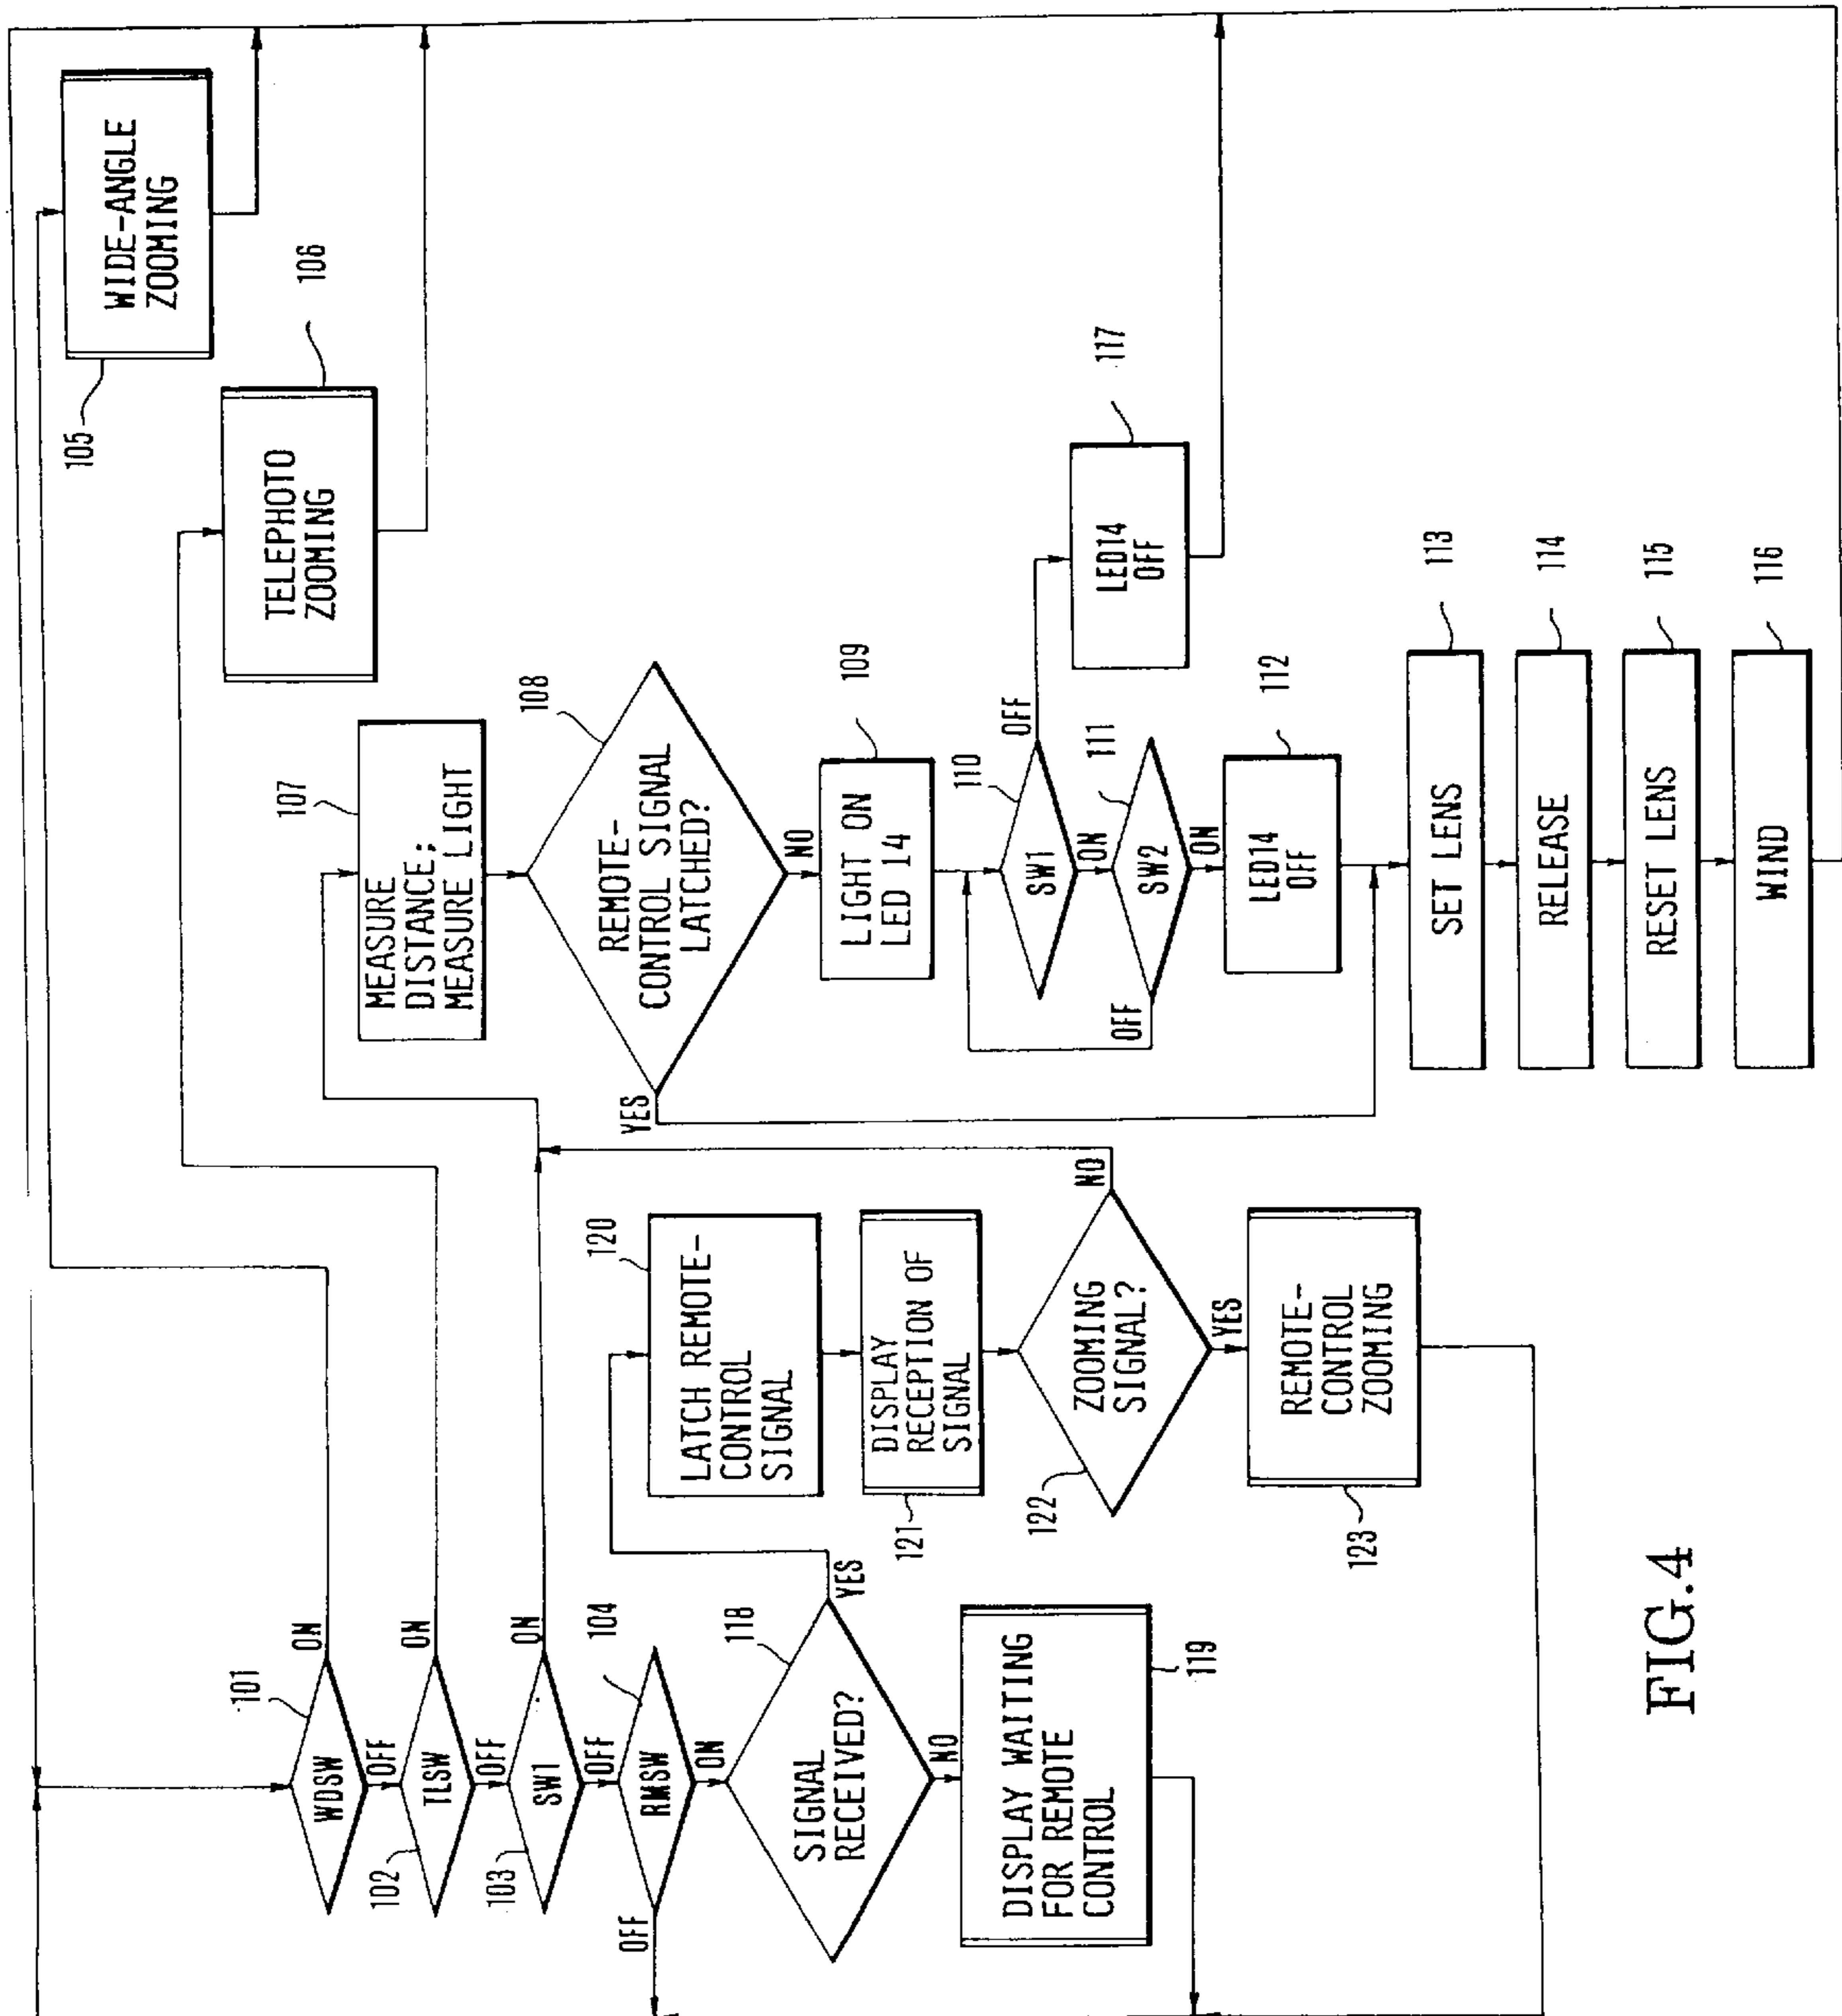 101
WDSW
ON
OFF
102
TLSW
ON
OFF
103
SW1
ON
OFF
104
RMSW
OFF
ON
118
SIGNAL
RECEIVED?
YES
NO
DISPLAY WAITING
FOR REMOTE
CONTROL
119
120
LATCH REMOTE-
CONTROL
SIGNAL
121
DISPLAY
RECEPTION OF
SIGNAL
122
ZOOMING
SIGNAL?
NO
YES
123
REMOTE-
CONTROL
ZOOMING
105
WIDE-ANGLE
ZOOMING
106
TELEPHOTO
ZOOMING
107
MEASURE
DISTANCE;
MEASURE LIGHT
108
REMOTE-
CONTROL SIGNAL
LATCHED?
YES
NO
109
LIGHT ON
LED 14
110
SW1
OFF
ON
111
SW2
OFF
ON
112
LED14
OFF
117
LED14
OFF
113
SET LENS
114
RELEASE
115
RESET LENS
116
WIND
FIG.4